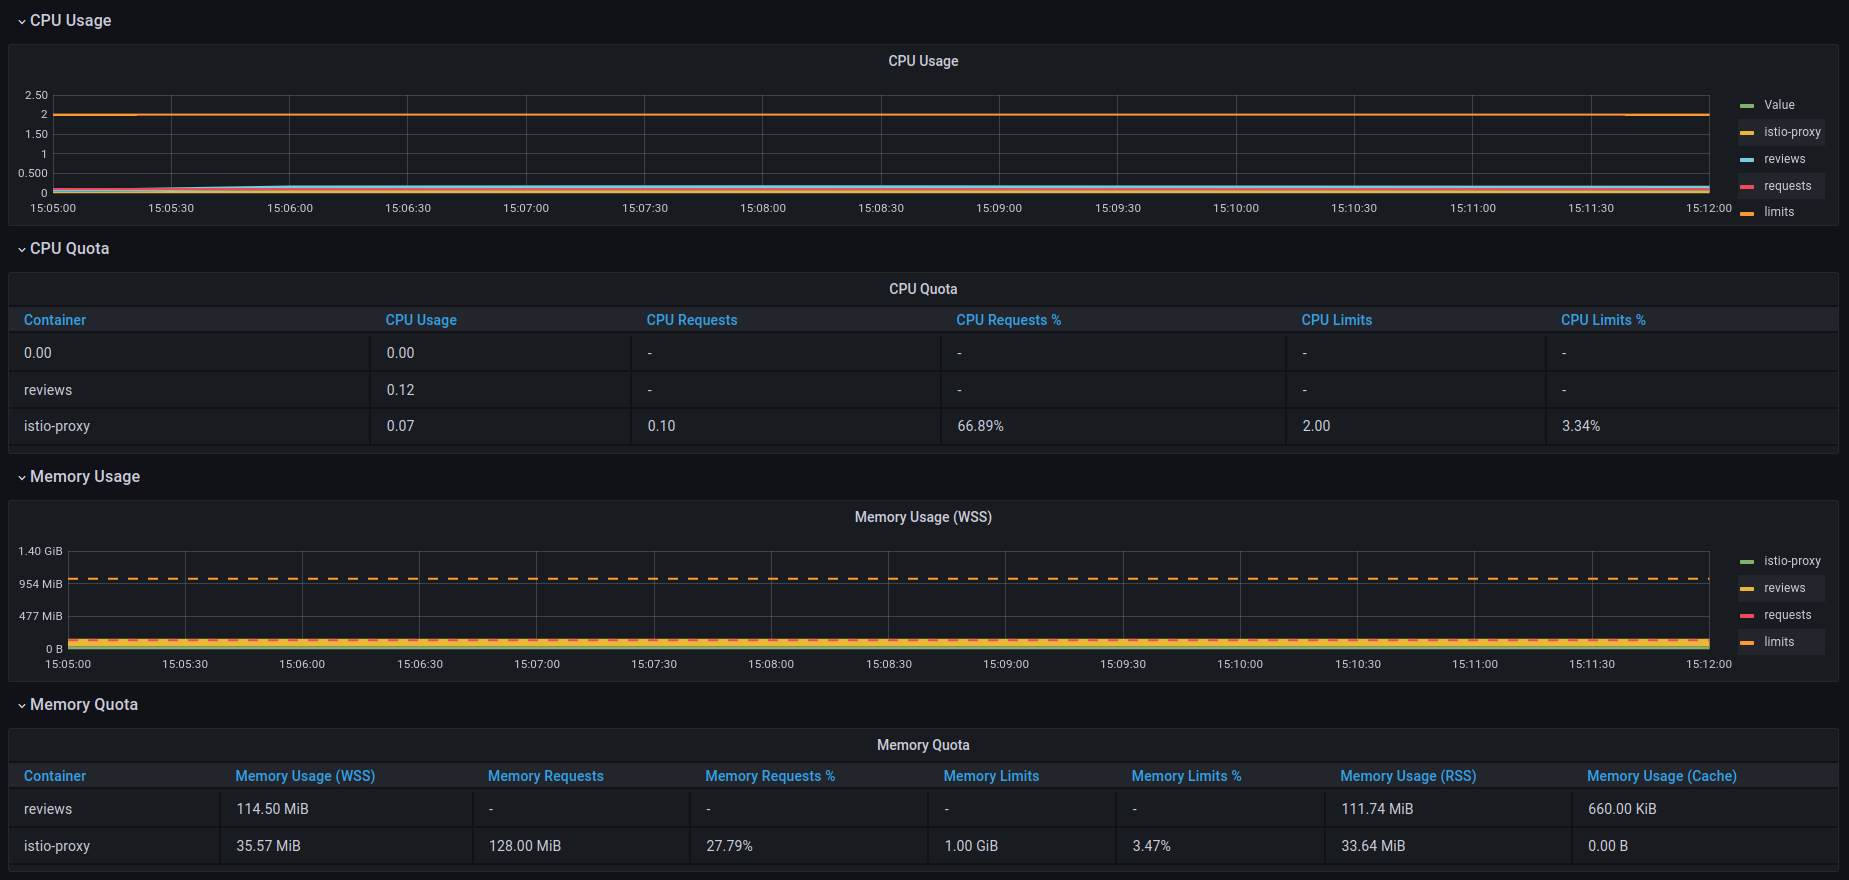 CPU Usage
CPU Usage
2.50
2
1.50
1
0.500
0
15:05:00 15:05:30 15:06:00 15:06:30 15:07:00 15:07:30 15:08:00 15:08:30 15:09:00 15:09:30 15:10:00 15:10:30 15:11:00 15:11:30 15:12:00
Value
istio-proxy
reviews
requests
limits
CPU Quota
CPU Quota
Container CPU Usage CPU Requests CPU Requests % CPU Limits CPU Limits %
0.00 0.00 - - - -
reviews 0.12 - - - -
istio-proxy 0.07 0.10 66.89% 2.00 3.34%
Memory Usage
Memory Usage (WSS)
1.40 GiB
954 MiB
477 MiB
0 B
15:05:00 15:05:30 15:06:00 15:06:30 15:07:00 15:07:30 15:08:00 15:08:30 15:09:00 15:09:30 15:10:00 15:10:30 15:11:00 15:11:30 15:12:00
istio-proxy
reviews
requests
limits
Memory Quota
Memory Quota
Container Memory Usage (WSS) Memory Requests Memory Requests % Memory Limits Memory Limits % Memory Usage (RSS) Memory Usage (Cache)
reviews 114.50 MiB - - - - 111.74 MiB 660.00 KiB
istio-proxy 35.57 MiB 128.00 MiB 27.79% 1.00 GiB 3.47% 33.64 MiB 0.00 B